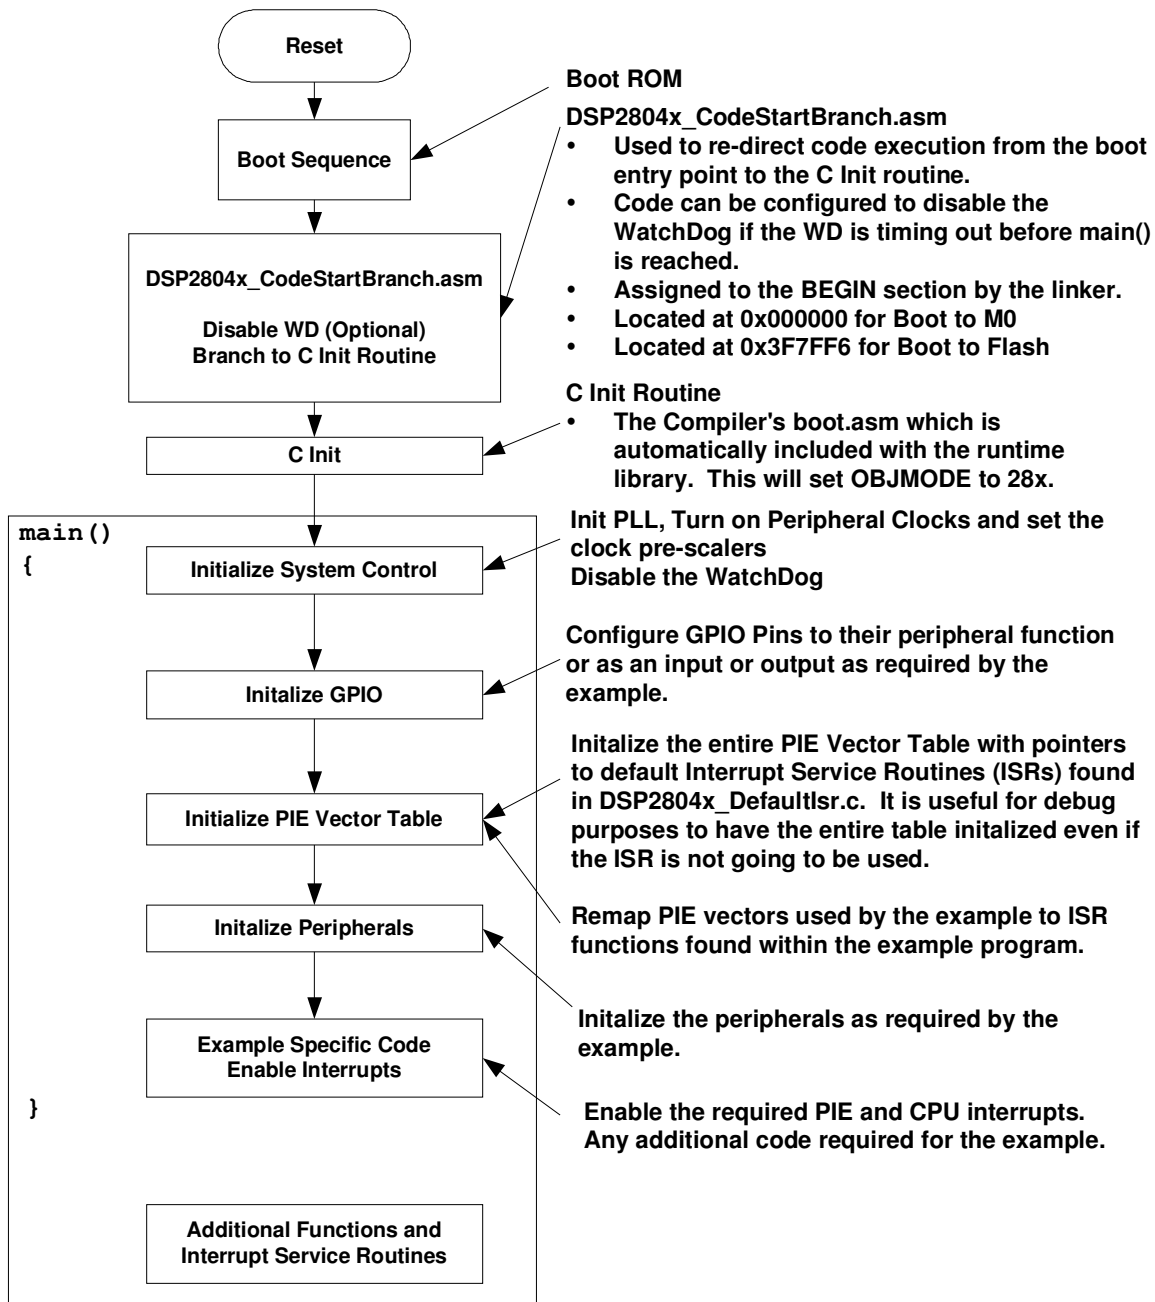 Reset
Boot ROM
DSP2804x_CodeStartBranch.asm
• Used to re-direct code execution from the boot
entry point to the C Init routine.
• Code can be configured to disable the
WatchDog if the WD is timing out before main()
is reached.
• Assigned to the BEGIN section by the linker.
• Located at 0x000000 for Boot to M0
• Located at 0x3F7FF6 for Boot to Flash
Boot Sequence
DSP2804x_CodeStartBranch.asm
Disable WD (Optional)
Branch to C Init Routine
C Init Routine
• The Compiler's boot.asm which is
automatically included with the runtime
library. This will set OBJMODE to 28x.
C Init
main()
{
Init PLL, Turn on Peripheral Clocks and set the
clock pre-scalers
Disable the WatchDog
Initialize System Control
Configure GPIO Pins to their peripheral function
or as an input or output as required by the
example.
Initalize GPIO
Initalize the entire PIE Vector Table with pointers
to default Interrupt Service Routines (ISRs) found
in DSP2804x_DefaultIsr.c. It is useful for debug
purposes to have the entire table initalized even if
the ISR is not going to be used.
Initialize PIE Vector Table
Remap PIE vectors used by the example to ISR
functions found within the example program.
Initalize Peripherals
Initalize the peripherals as required by the
example.
Example Specific Code
Enable Interrupts
Enable the required PIE and CPU interrupts.
Any additional code required for the example.
}
Additional Functions and
Interrupt Service Routines